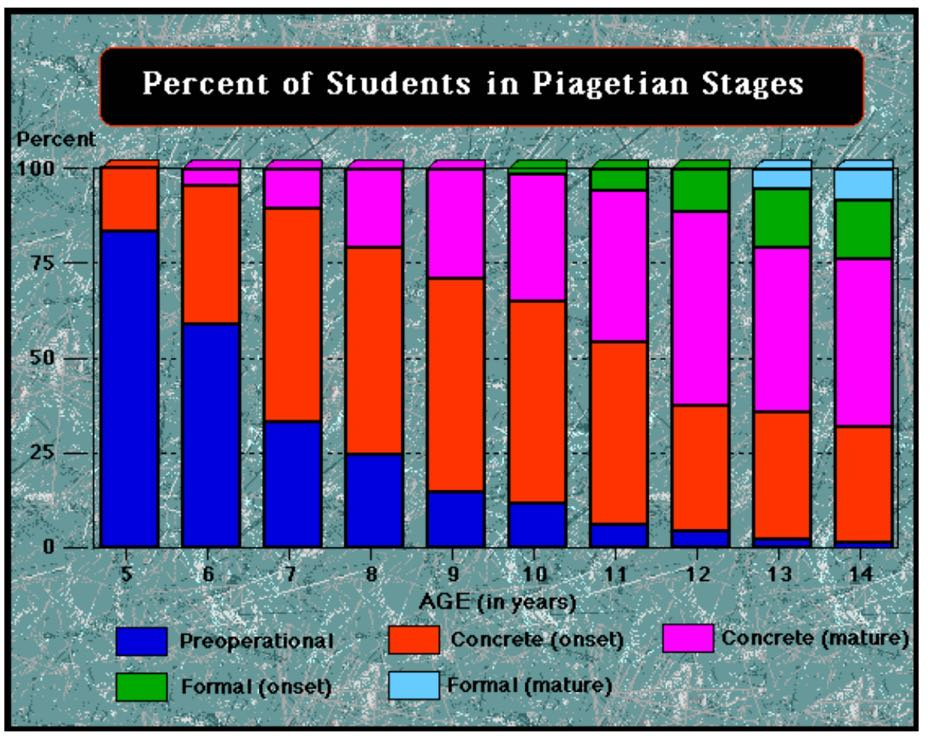 Percent of Students in Piagetian Stages
Percent
100
75
50
25
0
5 6 7 8 9 10 11 12 13 14
AGE (in years)
Preoperational Concrete (onset) Concrete (mature)
Formal (onset) Formal (mature)